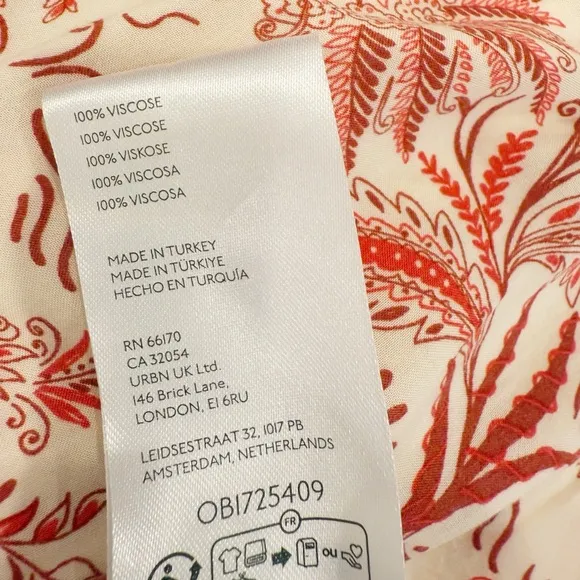 100% VISCOSE
100% VISCOSE
100% VISKOSE
100% VISCOSA
100% VISCOSA
MADE IN TURKEY
MADE IN TÜRKIYE
HECHO EN TURQUÍA
RN 66170
CA 32054
URBN UK Ltd.
146 Brick Lane,
LONDON, E1 6RU
LEIDSESTRAAT 32, 1017 PB
AMSTERDAM, NETHERLANDS
OB1725409
FR
OU